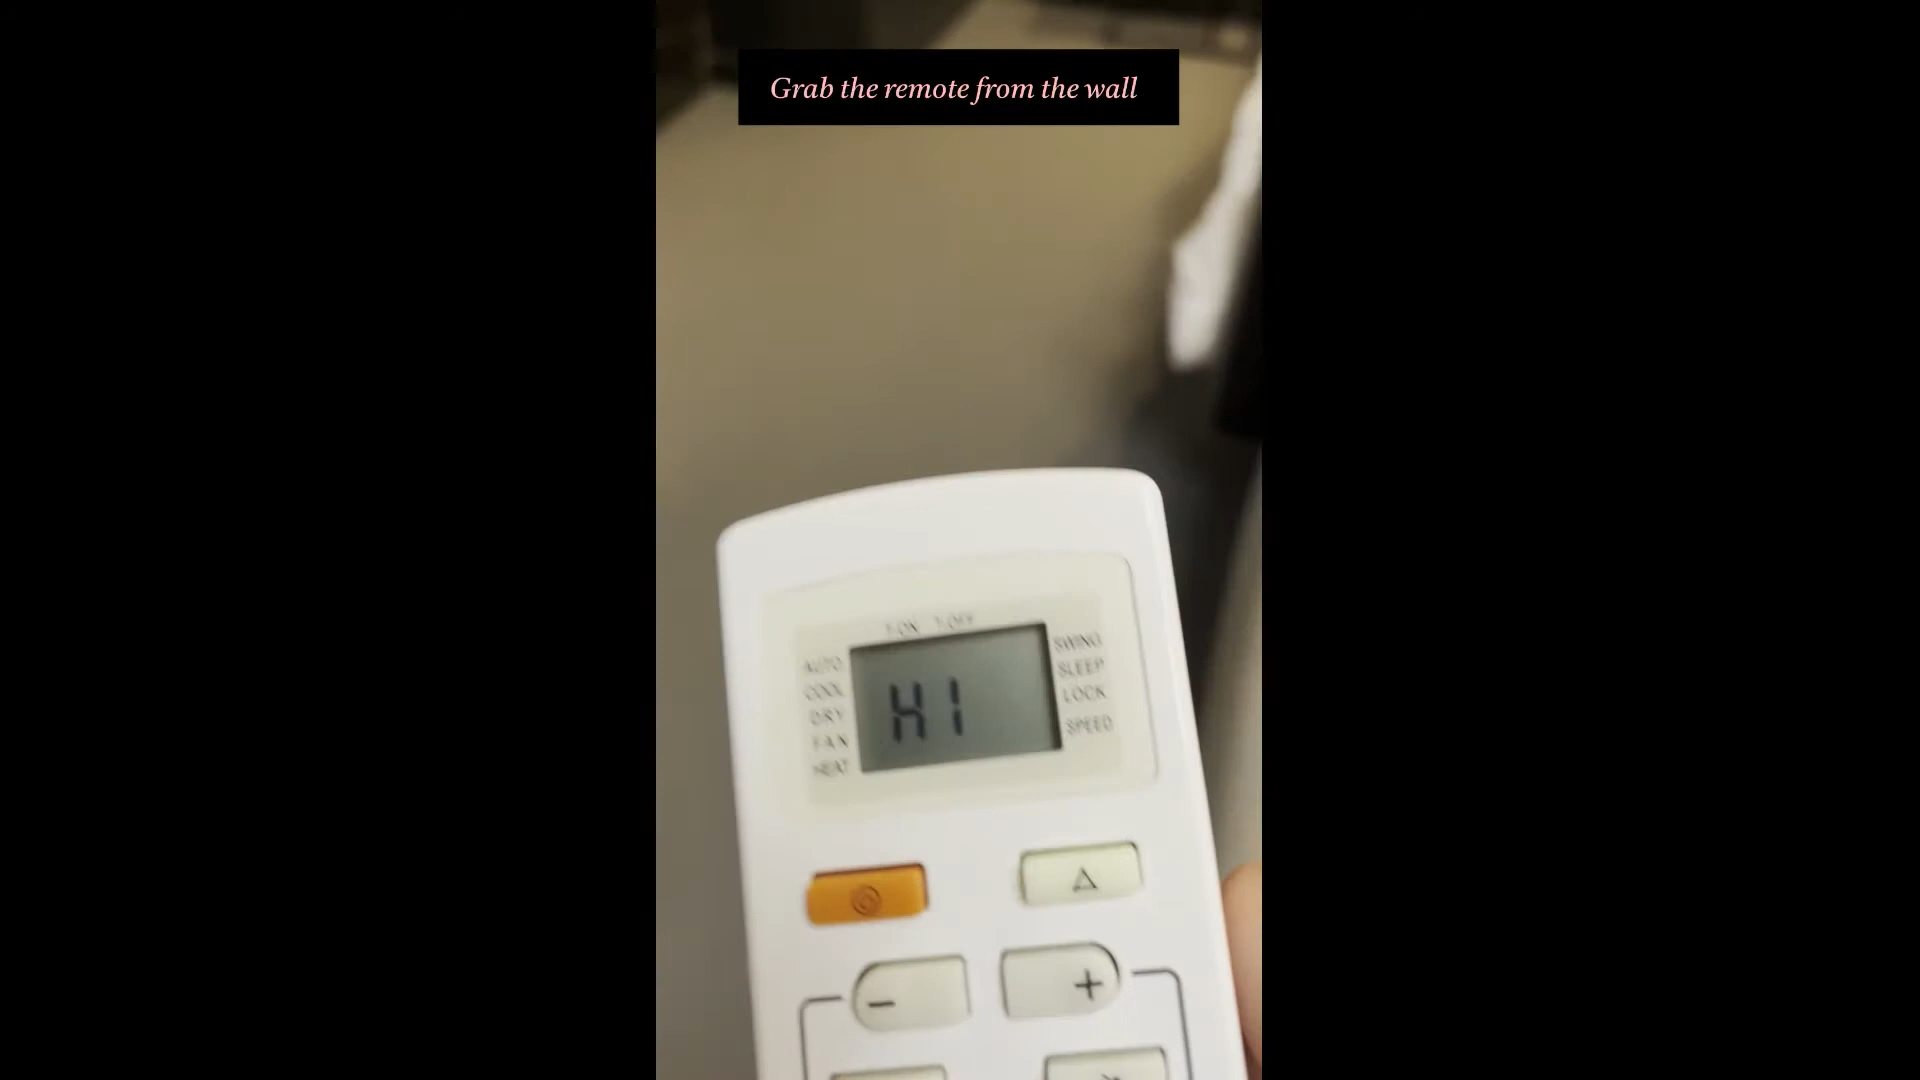 Grab the remote from the wall
T-ON T-OFF
AUTO
COOL
DRY
FAN
HEAT
HI
SWING
SLEEP
LOCK
SPEED
-
+